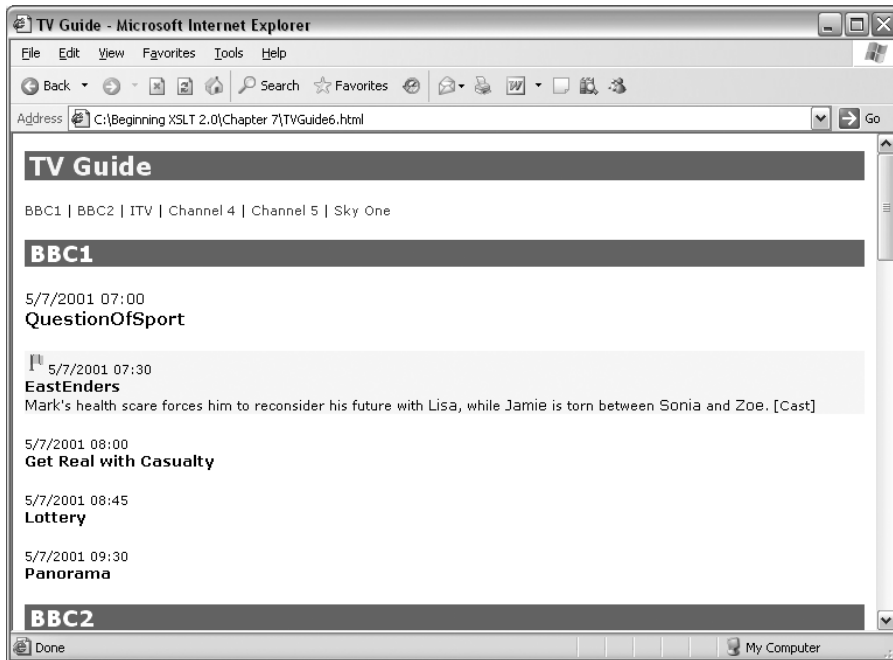 TV Guide - Microsoft Internet Explorer
File Edit View Favorites Tools Help
Back Search Favorites
Address C:\Beginning XSLT 2.0\Chapter 7\TVGuide6.html Go
TV Guide
BBC1 | BBC2 | ITV | Channel 4 | Channel 5 | Sky One
BBC1
5/7/2001 07:00
QuestionOfSport
5/7/2001 07:30
EastEnders
Mark's health scare forces him to reconsider his future with Lisa, while Jamie is torn between Sonia and Zoe. [Cast]
5/7/2001 08:00
Get Real with Casualty
5/7/2001 08:45
Lottery
5/7/2001 09:30
Panorama
BBC2
Done My Computer